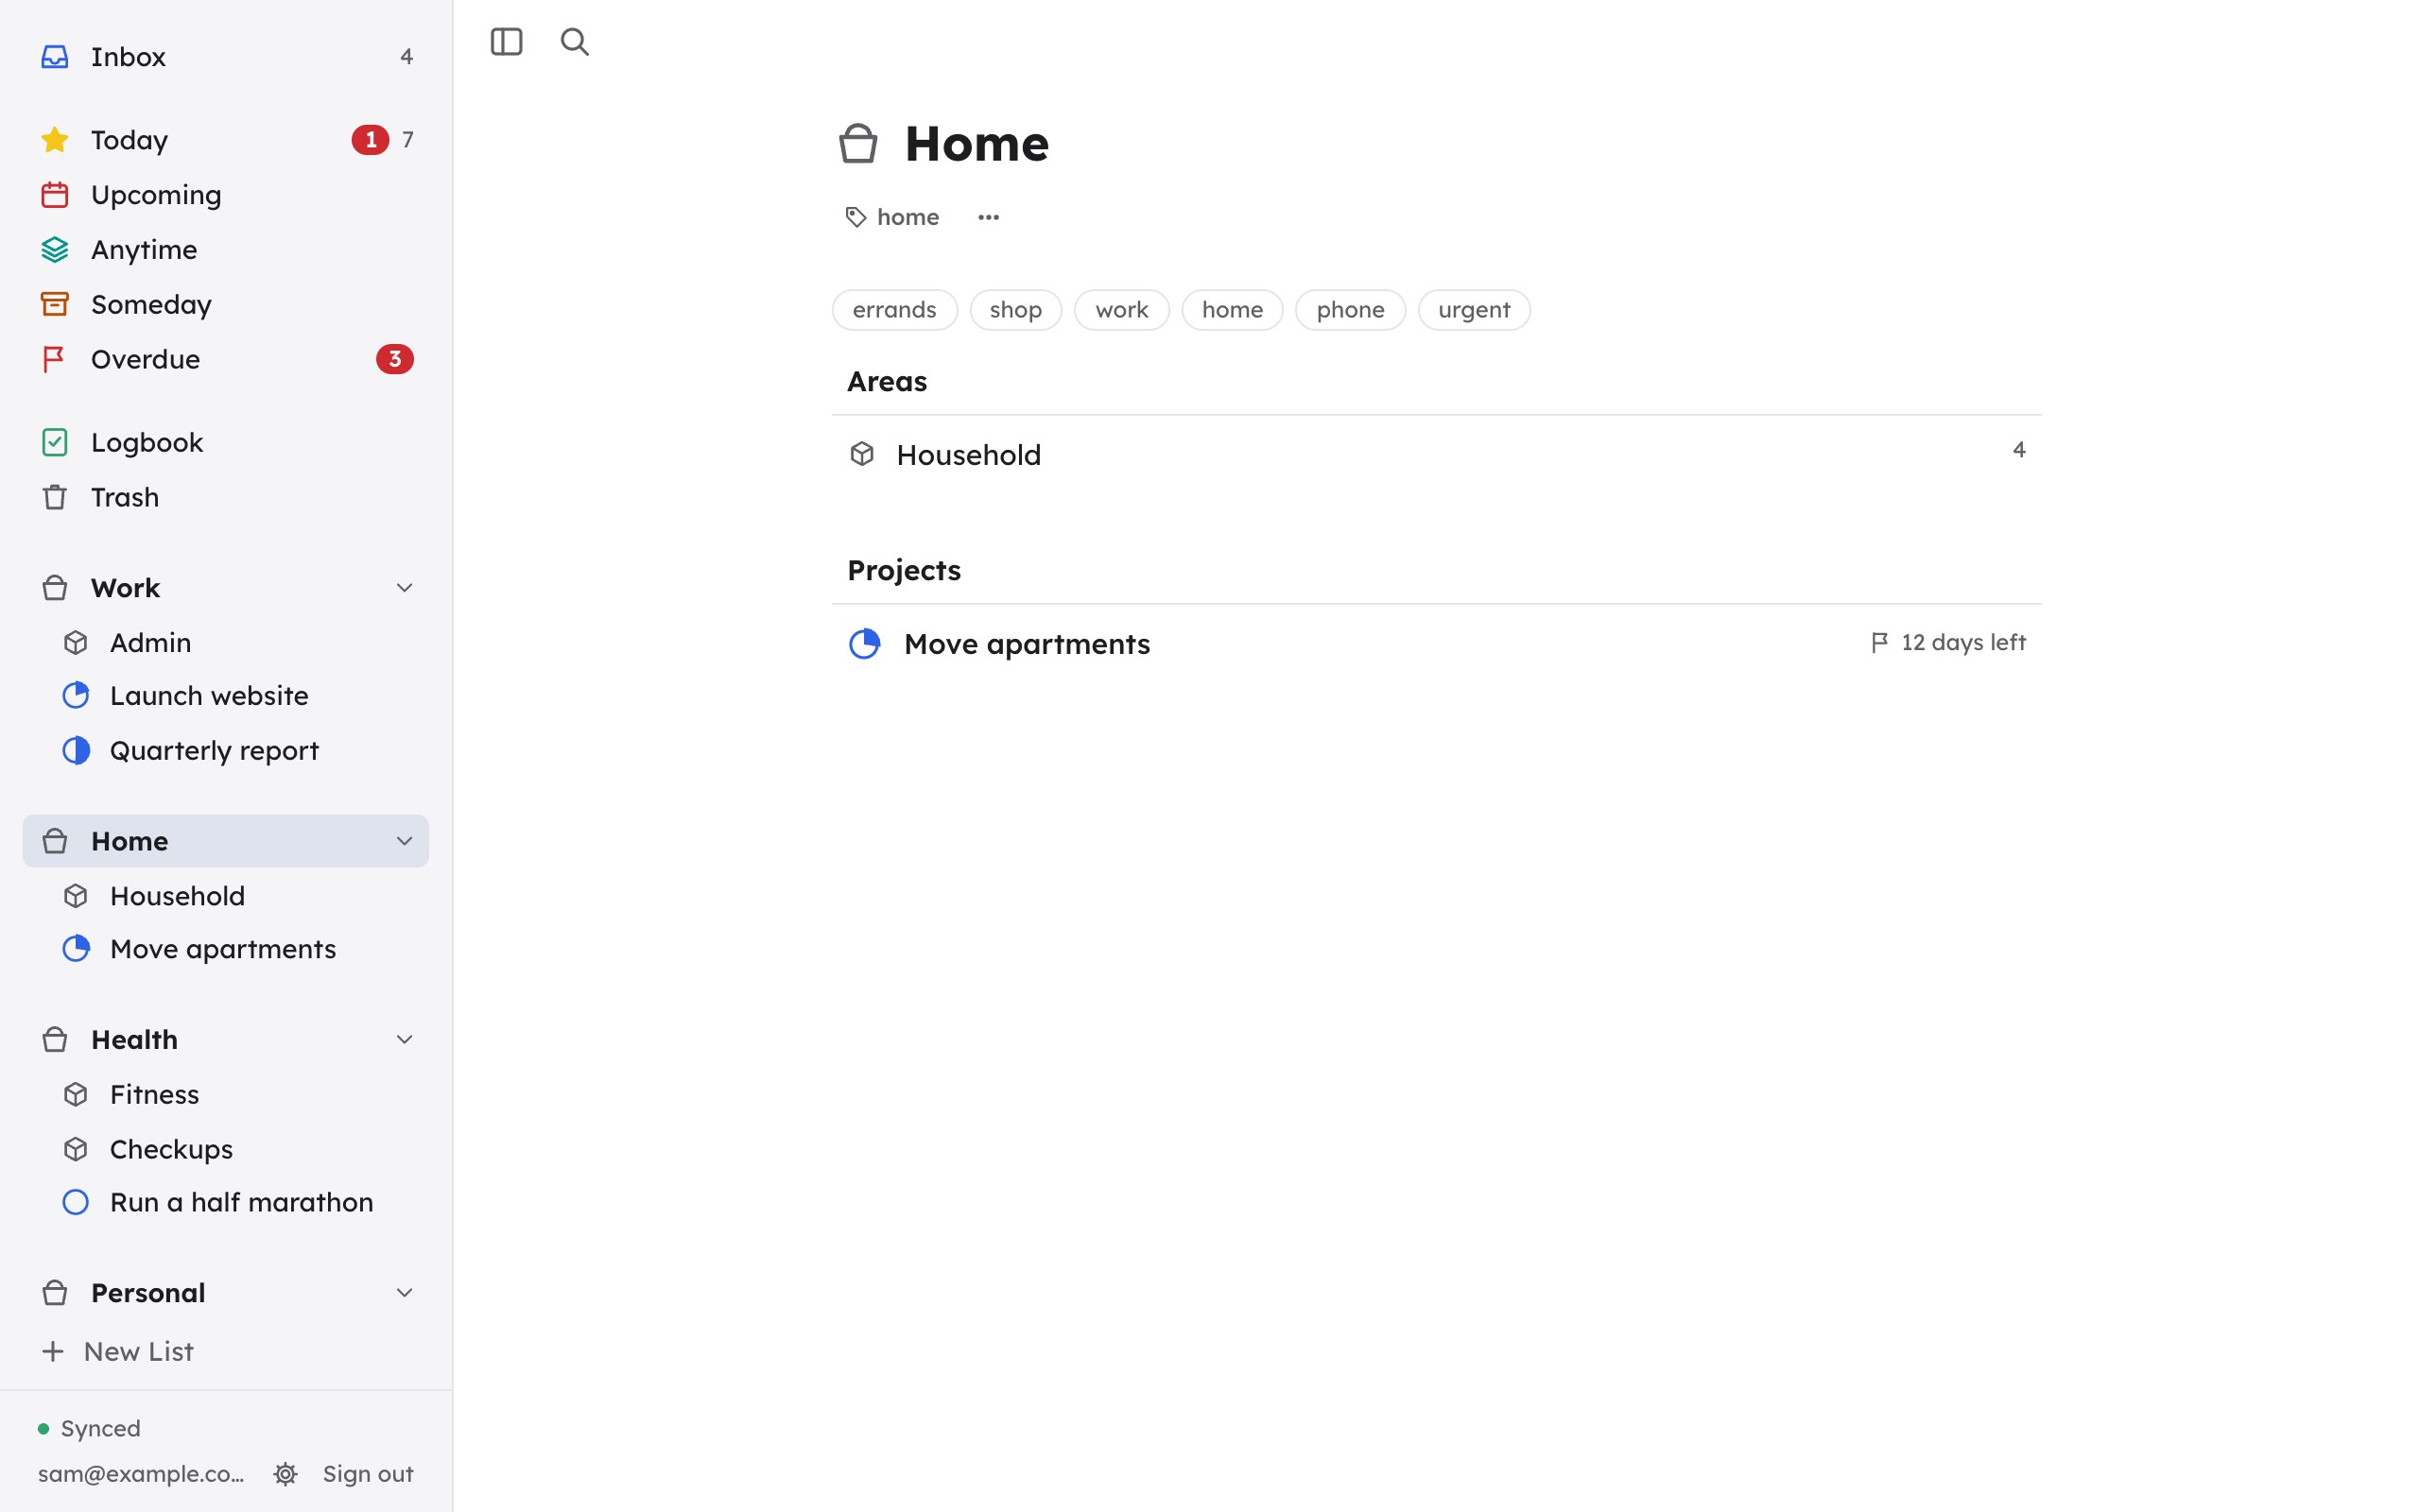 Inbox 4
Today 1 7
Upcoming
Anytime
Someday
Overdue 3
Logbook
Trash
Work
Admin
Launch website
Quarterly report
Home
Household
Move apartments
Health
Fitness
Checkups
Run a half marathon
Personal
New List
Synced
sam@example.co... Sign out
Home
home
errands shop work home phone urgent
Areas
Household 4
Projects
Move apartments 12 days left